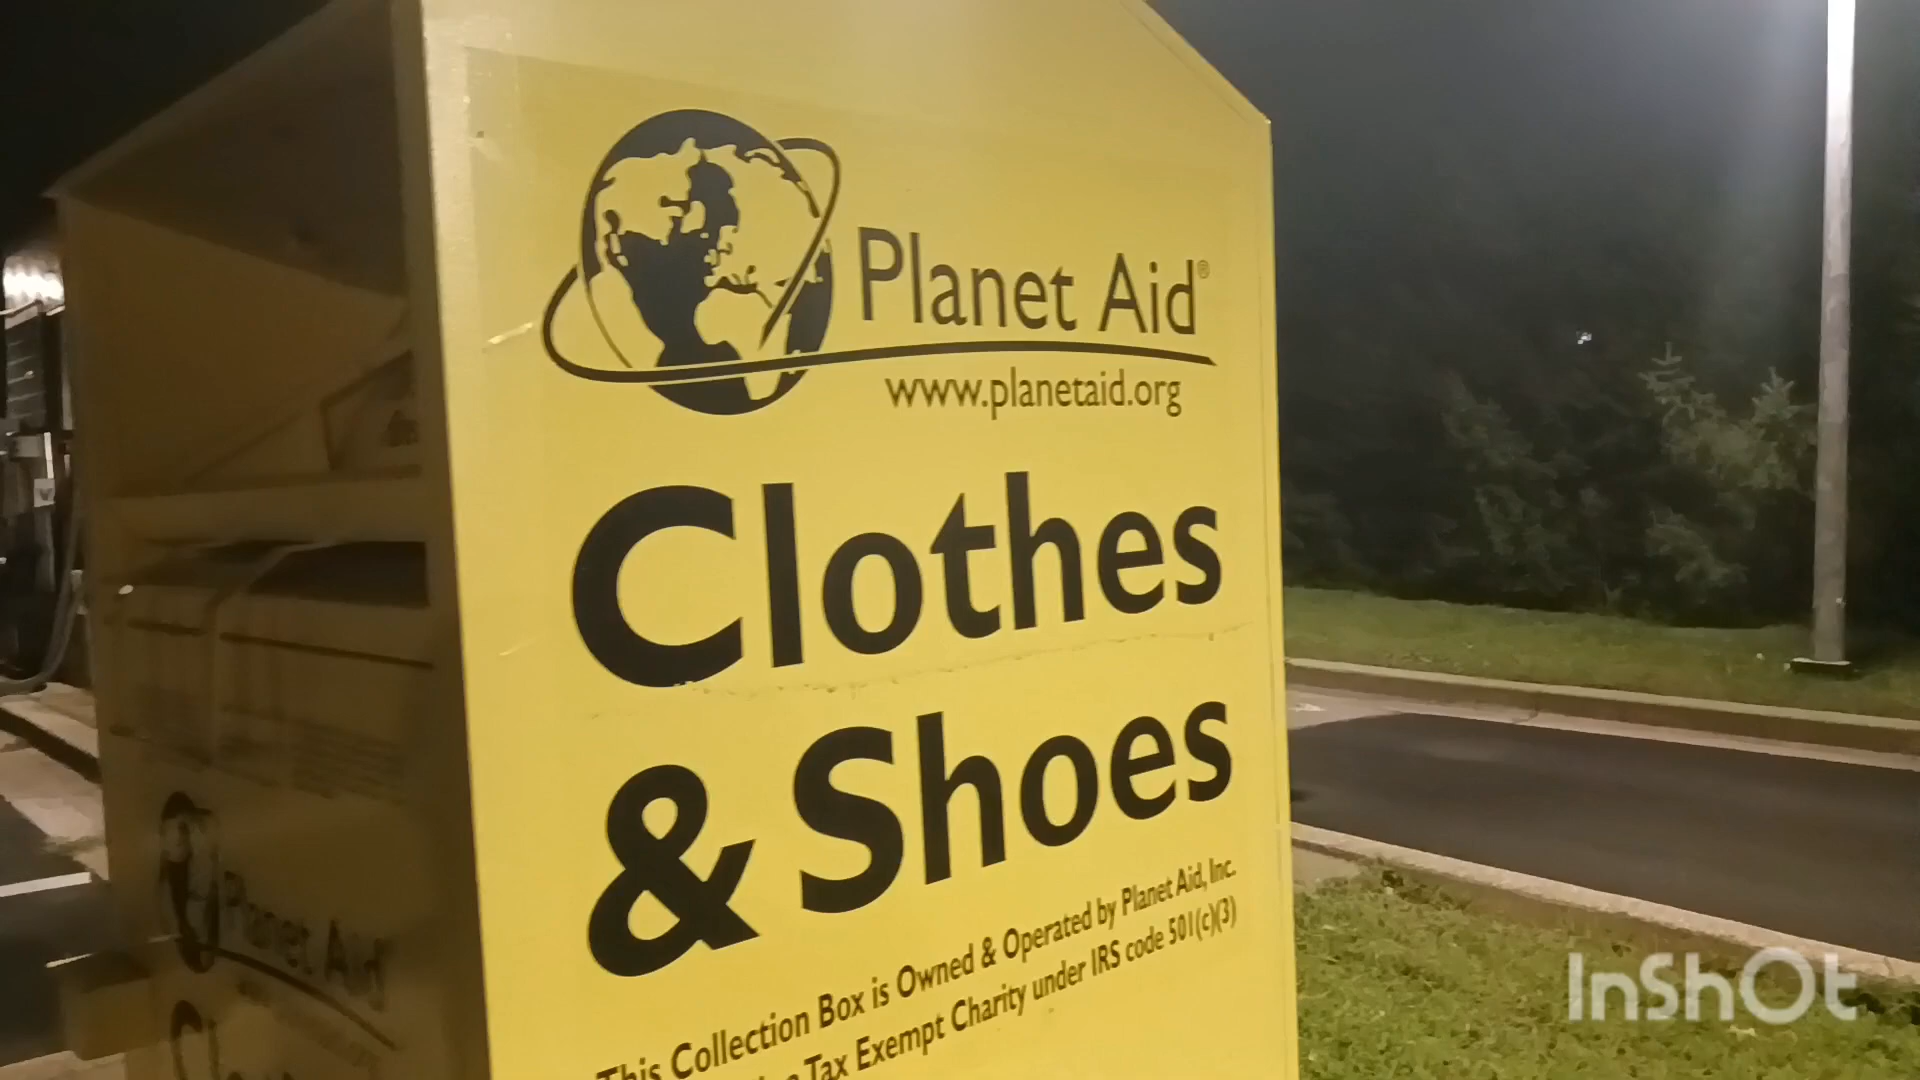 Planet Aid®
www.planetaid.org
Clothes
& Shoes
This Collection Box is Owned & Operated by Planet Aid, Inc.
Tax Exempt Charity under IRS code 501(c)(3)
Planet Aid
InShOt